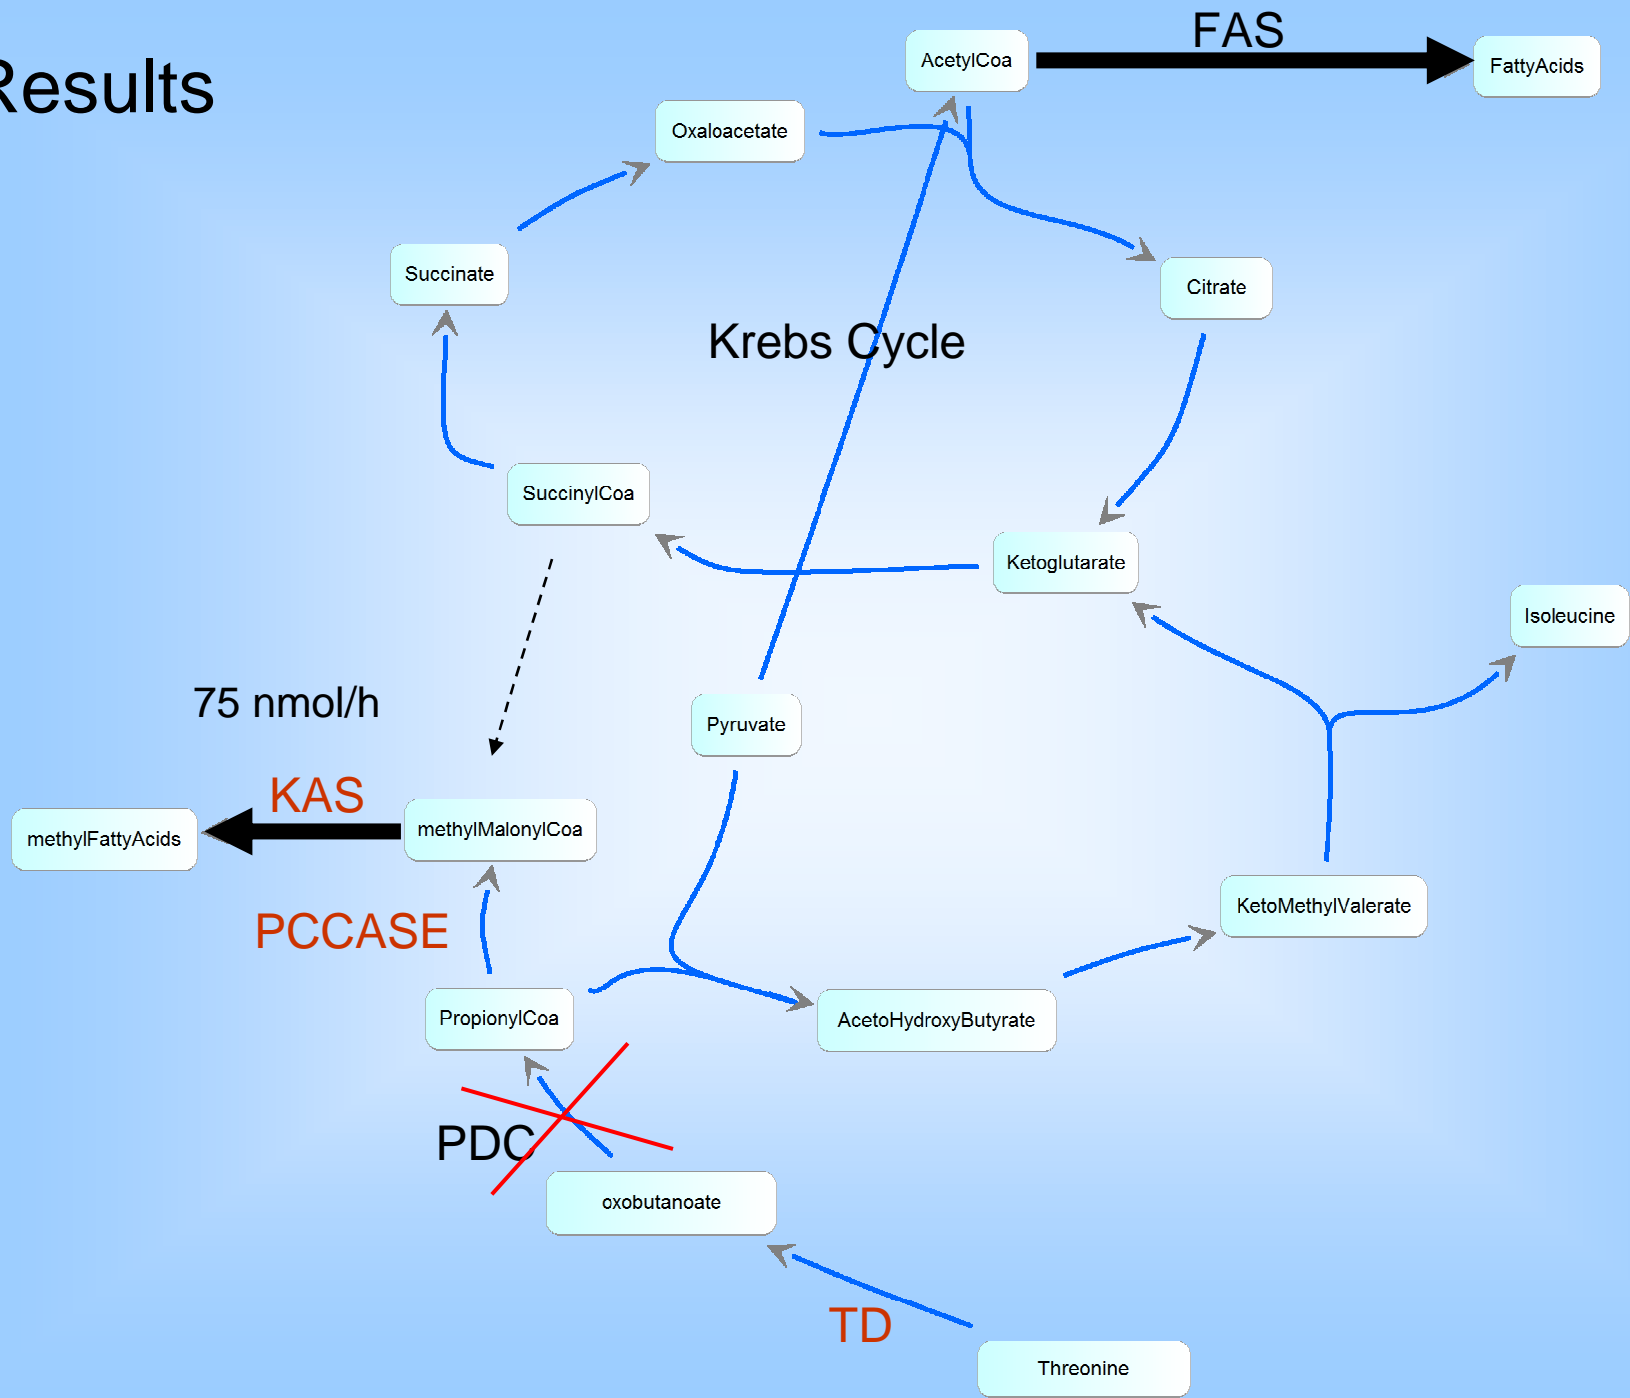 FAS
AcetylCoa
FattyAcids
Results
Oxaloacetate
Succinate
Citrate
Krebs Cycle
SuccinylCoa
Ketoglutarate
Isoleucine
75 nmol/h
Pyruvate
KAS
methylMalonylCoa
methylFattyAcids
KetoMethylValerate
PCCASE
PropionylCoa
AcetoHydroxyButyrate
PDC
oxobutanoate
TD
Threonine